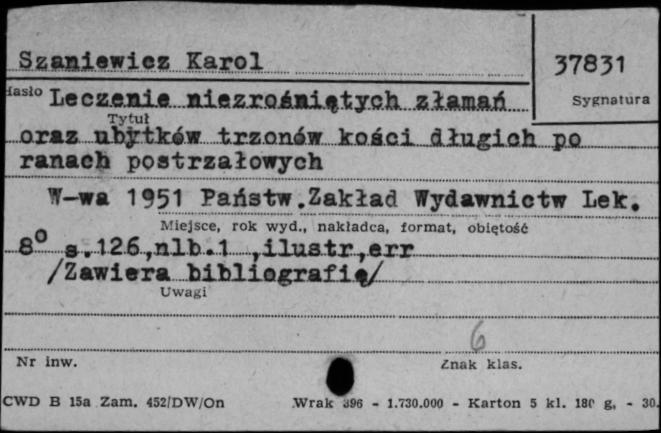 Szaniewicz Karol
37831
Hasło
Sygnatura
Leczenie niezrośniętych złamań
Tytuł
oraz ubytków trzonów kości długich po
ranach postrzałowych
W-wa 1951 Państw.Zakład Wydawnictw Lek.
Miejsce, rok wyd., nakładca, format, obiętość
8° s.126,nlb.1 ,ilustr,err
/Zawiera bibliografię/
Uwagi
6
Nr inw.
Znak klas.
CWD B 15a Zam. 452/DW/On
Wrak 396 - 1.730.000 - Karton 5 kl. 180 g. - 30.